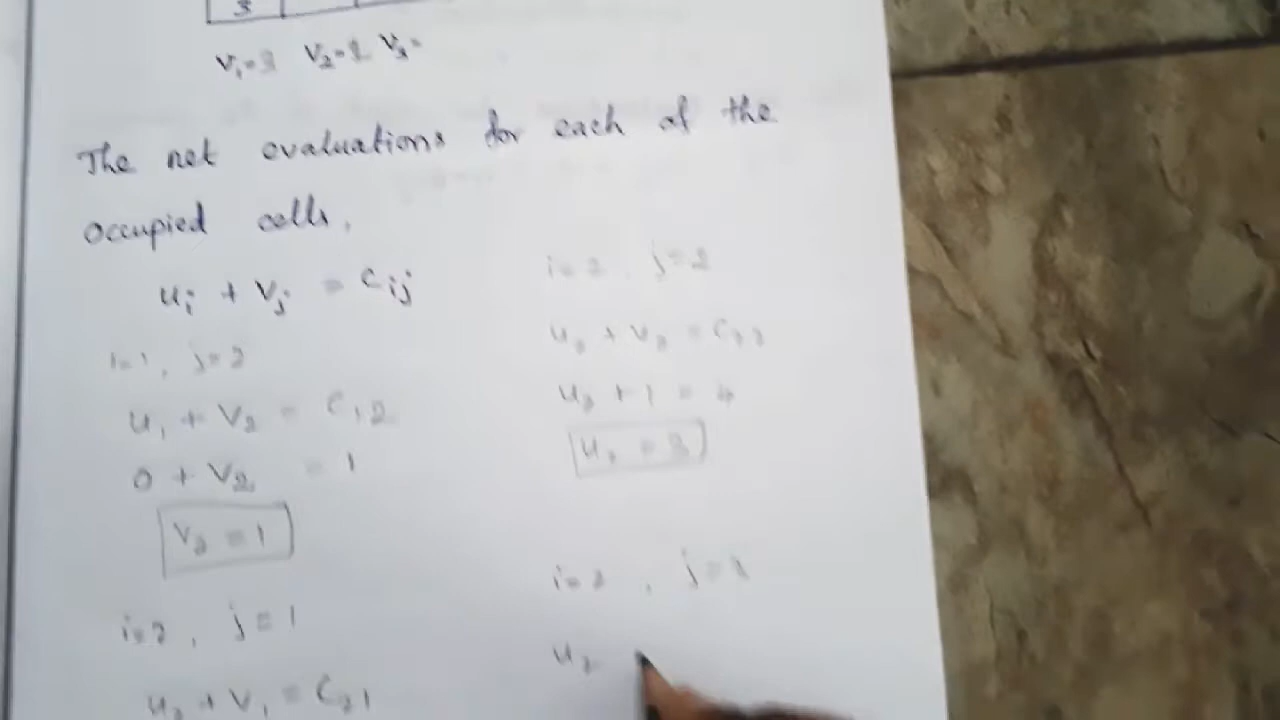 3
V₁=3 V₂=1 V₃=
The net evaluations for each of the
occupied cells.
uᵢ + vⱼ = cᵢⱼ
i=1, j=2
u₁ + v₂ = c₁₂
0 + v₂ = 1
v₂ = 1
i=2, j=1
u₂ + v₁ = c₂₁
i=2, j=2
u₂ + v₂ = c₂₂
u₂ + 1 = 4
u₂ = 3
i=2, j=
u₂